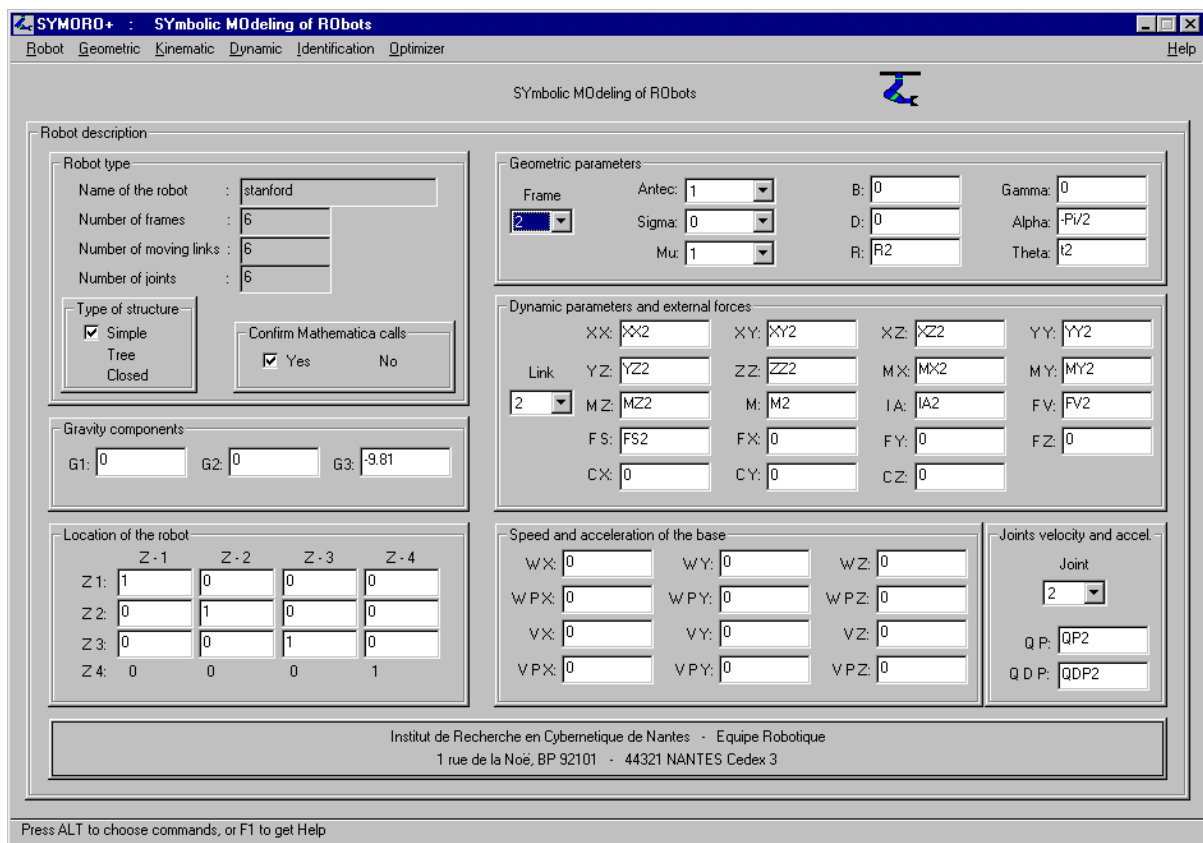 SYMORO+ : SYmbolic MOdeling of RObots
Robot Geometric Kinematic Dynamic Identification Optimizer Help
SYmbolic MOdeling of RObots
Robot description
Robot type
Name of the robot : stanford
Number of frames : 6
Number of moving links : 6
Number of joints : 6
Type of structure
Simple
Tree
Closed
Confirm Mathematica calls
Yes No
Geometric parameters
Frame Antec: 1 B: 0 Gamma: 0
2 Sigma: 0 D: 0 Alpha: -Pi/2
Mu: 1 R: R2 Theta: t2
Dynamic parameters and external forces
XX: XX2 XY: XY2 XZ: XZ2 YY: YY2
Link YZ: YZ2 ZZ: ZZ2 MX: MX2 MY: MY2
2 MZ: MZ2 M: M2 IA: IA2 FV: FV2
FS: FS2 FX: 0 FY: 0 FZ: 0
CX: 0 CY: 0 CZ: 0
Gravity components
G1: 0 G2: 0 G3: -9.81
Location of the robot
Z-1 Z-2 Z-3 Z-4
Z1: 1 0 0 0
Z2: 0 1 0 0
Z3: 0 0 1 0
Z4: 0 0 0 1
Speed and acceleration of the base
WX: 0 WY: 0 WZ: 0
WPX: 0 WPY: 0 WPZ: 0
VX: 0 VY: 0 VZ: 0
VPX: 0 VPY: 0 VPZ: 0
Joints velocity and accel.
Joint
2
QP: QP2
QDP: QDP2
Institut de Recherche en Cybernetique de Nantes - Equipe Robotique
1 rue de la Noë, BP 92101 - 44321 NANTES Cedex 3
Press ALT to choose commands, or F1 to get Help